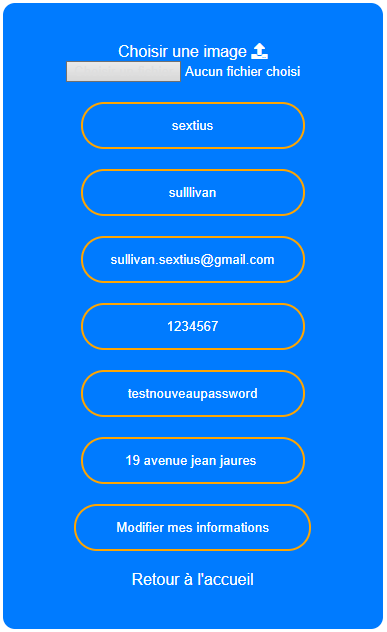 Choisir une image
Aucun fichier choisi
sextius
sulllivan
sullivan.sextius@gmail.com
1234567
testnouveaupassword
19 avenue jean jaures
Modifier mes informations
Retour à l'accueil